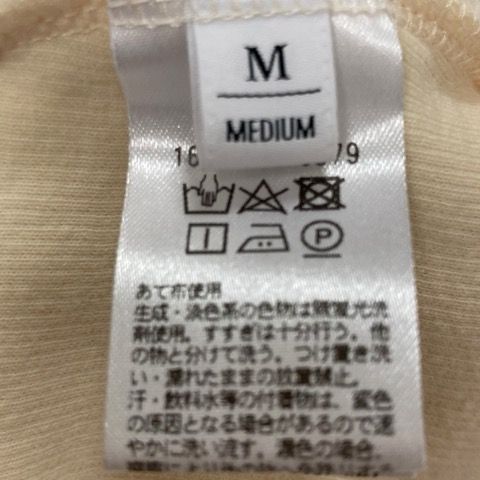 M
MEDIUM
16 79
P
あて布使用
生成・淡色系の色物は無蛍光洗
剤使用。すすぎは十分行う。他
の物と分けて洗う。つけ置き洗
い・濡れたままの放置禁止。
汗・飲料水等の付着物は、変色
の原因となる場合があるので速
やかに洗い流す。濃色の場合、